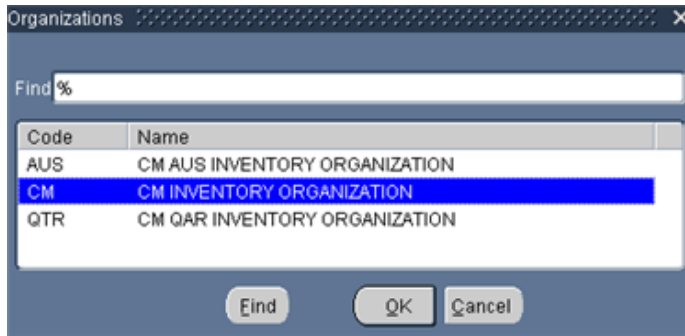 Organizations
Find %
Code Name
AUS CM AUS INVENTORY ORGANIZATION
CM CM INVENTORY ORGANIZATION
QTR CM QAR INVENTORY ORGANIZATION
Find OK Cancel